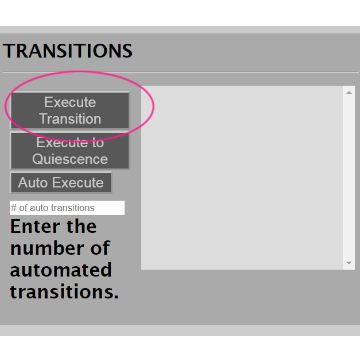 TRANSITIONS
Execute
Transition
Execute to
Quiescence
Auto Execute
# of auto transitions
Enter the
number of
automated
transitions.